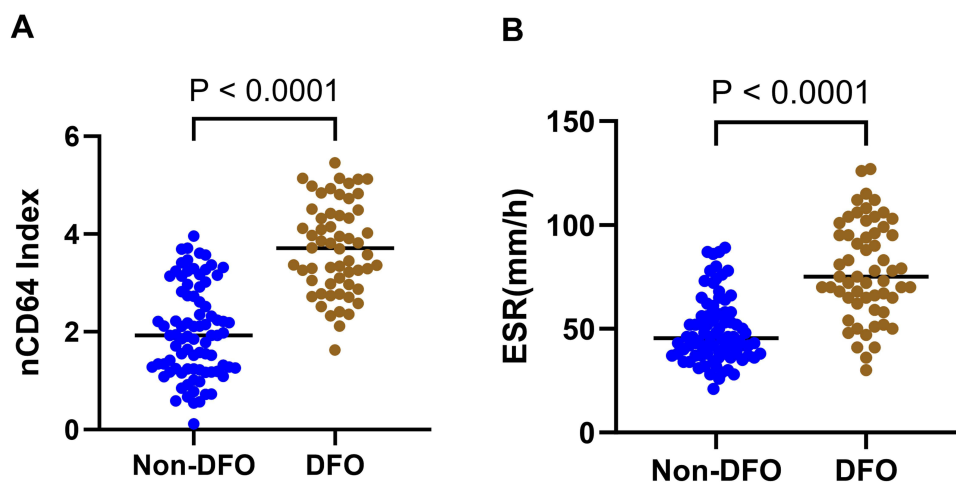 A
P < 0.0001
nCD64 Index
6
4
2
0
Non-DFO DFO
B
P < 0.0001
ESR(mm/h)
150
100
50
0
Non-DFO DFO